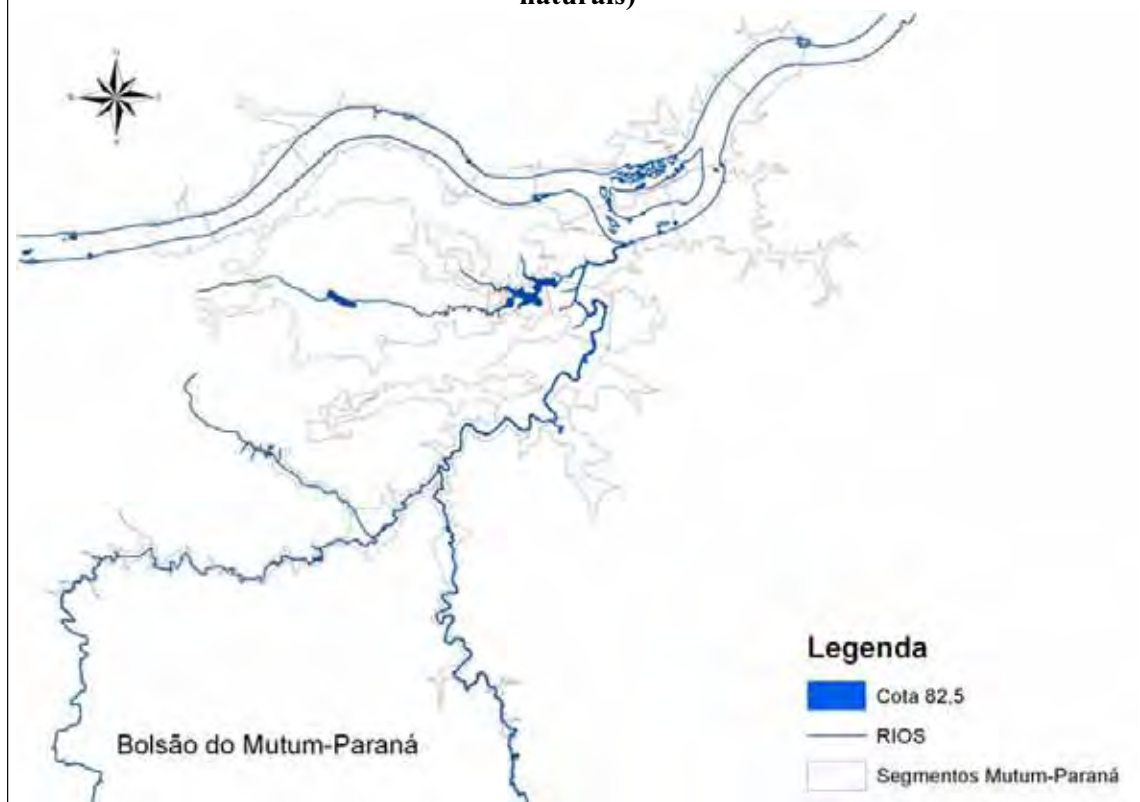 naturais)
Legenda
Cota 82,5
RIOS
Segmentos Mutum-Paraná
Bolsão do Mutum-Paraná